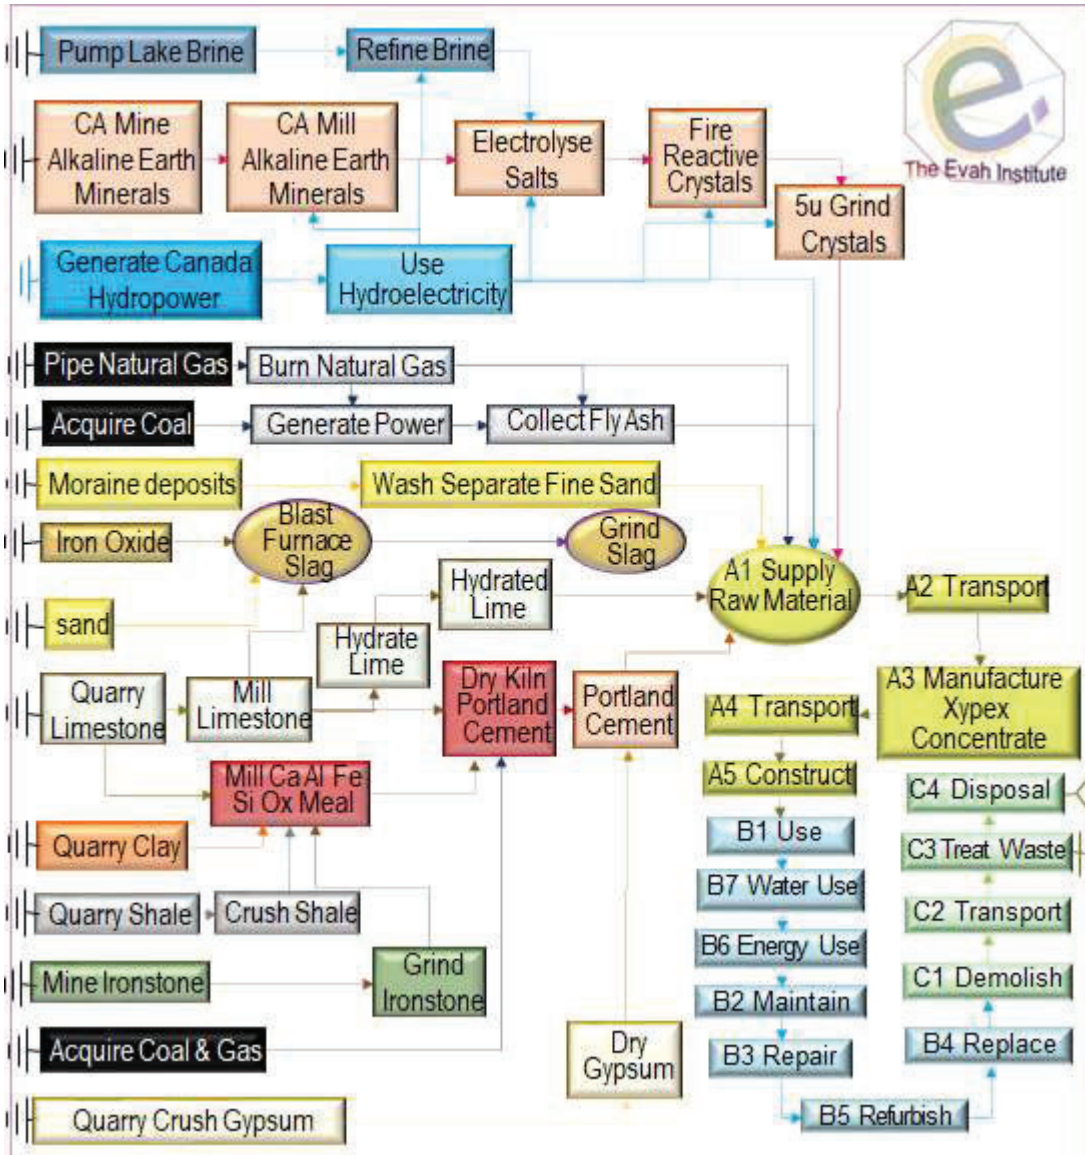 Pump Lake Brine
Refine Brine
CA Mine
Alkaline Earth
Minerals
CA Mill
Alkaline Earth
Minerals
Electrolyse
Salts
Fire
Reactive
Crystals
The Evah Institute
5u Grind
Crystals
Generate Canada
Hydropower
Use
Hydroelectricity
Pipe Natural Gas
Burn Natural Gas
Acquire Coal
Generate Power
Collect Fly Ash
Moraine deposits
Wash Separate Fine Sand
Iron Oxide
Blast
Furnace
Slag
Grind
Slag
A1 Supply
Raw Material
A2 Transport
Hydrated
Lime
sand
Hydrate
Lime
Quarry
Limestone
Mill
Limestone
Dry Kiln
Portland
Cement
Portland
Cement
A3 Manufacture
Xypex
Concentrate
A4 Transport
A5 Construct
Mill Ca Al Fe
Si Ox Meal
C4 Disposal
B1 Use
C3 Treat Waste
Quarry Clay
B7 Water Use
Quarry Shale
Crush Shale
C2 Transport
B6 Energy Use
Mine Ironstone
Grind
Ironstone
C1 Demolish
B2 Maintain
Acquire Coal & Gas
Dry
Gypsum
B3 Repair
B4 Replace
Quarry Crush Gypsum
B5 Refurbish